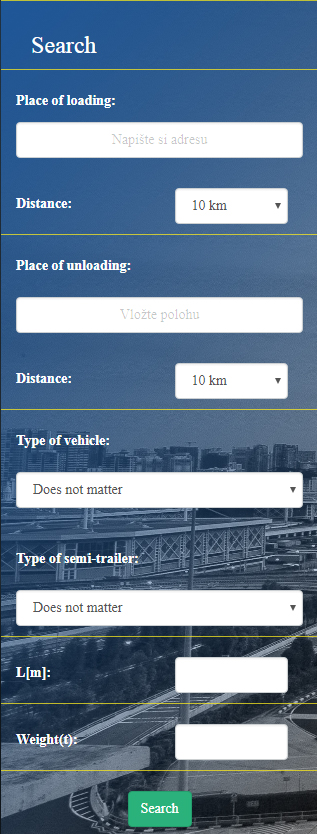 Search
Place of loading:
Napište si adresu
Distance:
10 km
Place of unloading:
Vložte polohu
Distance:
10 km
Type of vehicle:
Does not matter
Type of semi-trailer:
Does not matter
L[m]:
Weight(t):
Search